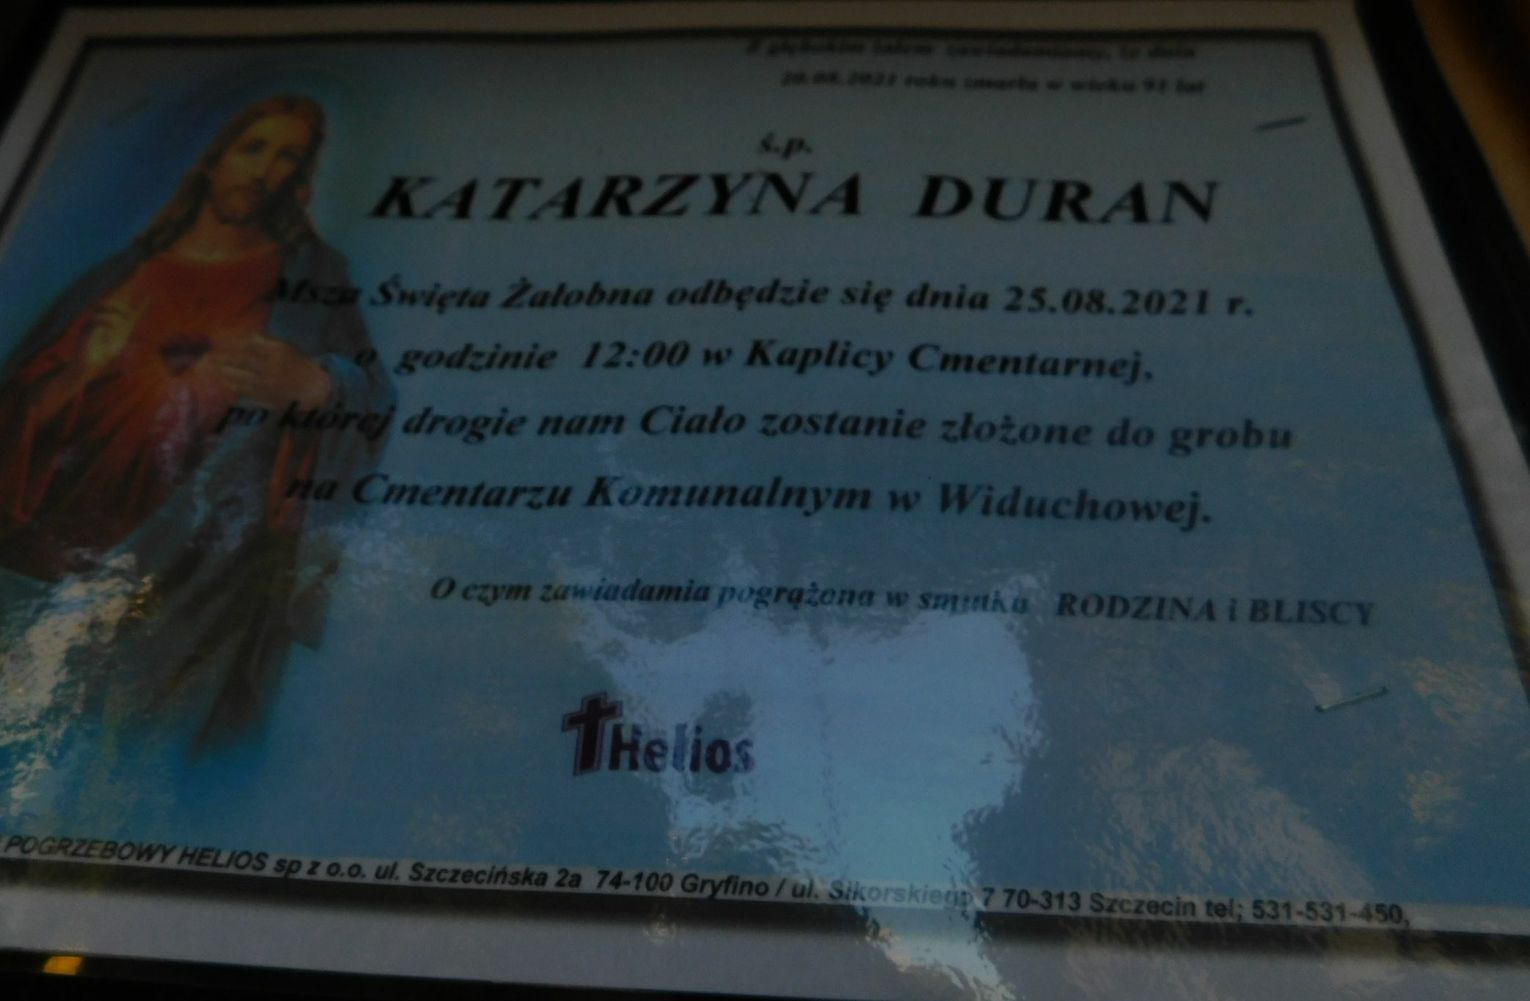 Z głębokim żalem zawiadamiamy, iż dnia
20.08.2021 roku zmarła w wieku 91 lat
ś.p.
KATARZYNA DURAN
Msza Święta Żałobna odbędzie się dnia 25.08.2021 r.
o godzinie 12:00 w Kaplicy Cmentarnej,
po której drogie nam Ciało zostanie złożone do grobu
na Cmentarzu Komunalnym w Widuchowej.
O czym zawiadamia pogrążona w smutku RODZINA i BLISCY
Helios
POGRZEBOWY HELIOS sp z o.o. ul. Szczecińska 2a 74-100 Gryfino / ul. Sikorskiego 7 70-313 Szczecin tel; 531-531-450,